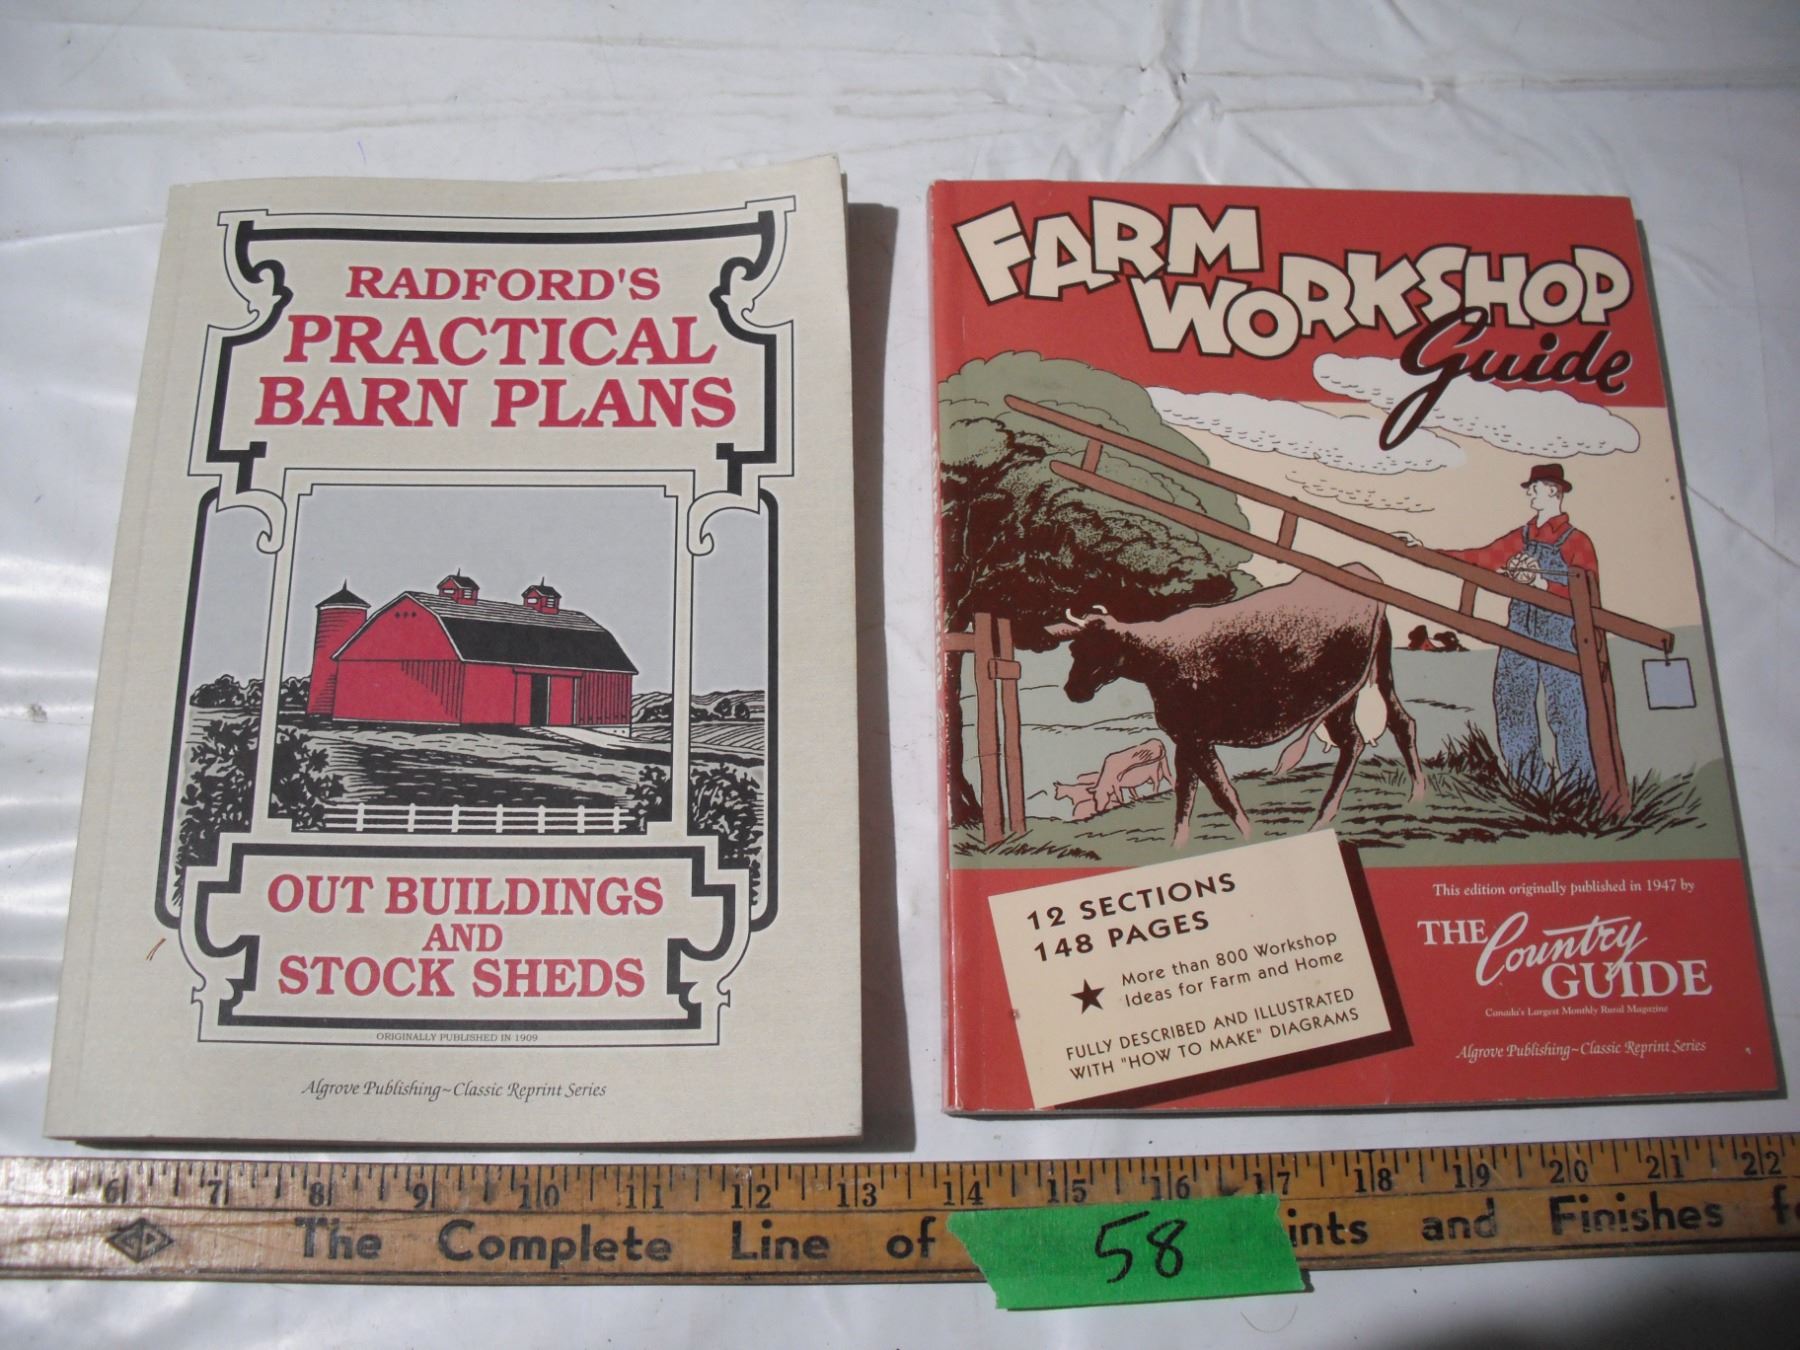 RADFORD'S
PRACTICAL
BARN PLANS
OUT BUILDINGS
AND
STOCK SHEDS
ORIGINALLY PUBLISHED IN 1909
Algrove Publishing~Classic Reprint Series
FARM
WORKSHOP
Guide
12 SECTIONS
148 PAGES
★ More than 800 Workshop
Ideas for Farm and Home
FULLY DESCRIBED AND ILLUSTRATED
WITH "HOW TO MAKE" DIAGRAMS
This edition originally published in 1947 by
THE Country
GUIDE
Canada's Largest Monthly Rural Magazine
Algrove Publishing~Classic Reprint Series
6 7 8 9 10 11 12 13 14 15 16 17 18 19 20 21 22
The Complete Line of ints and Finishes f
58